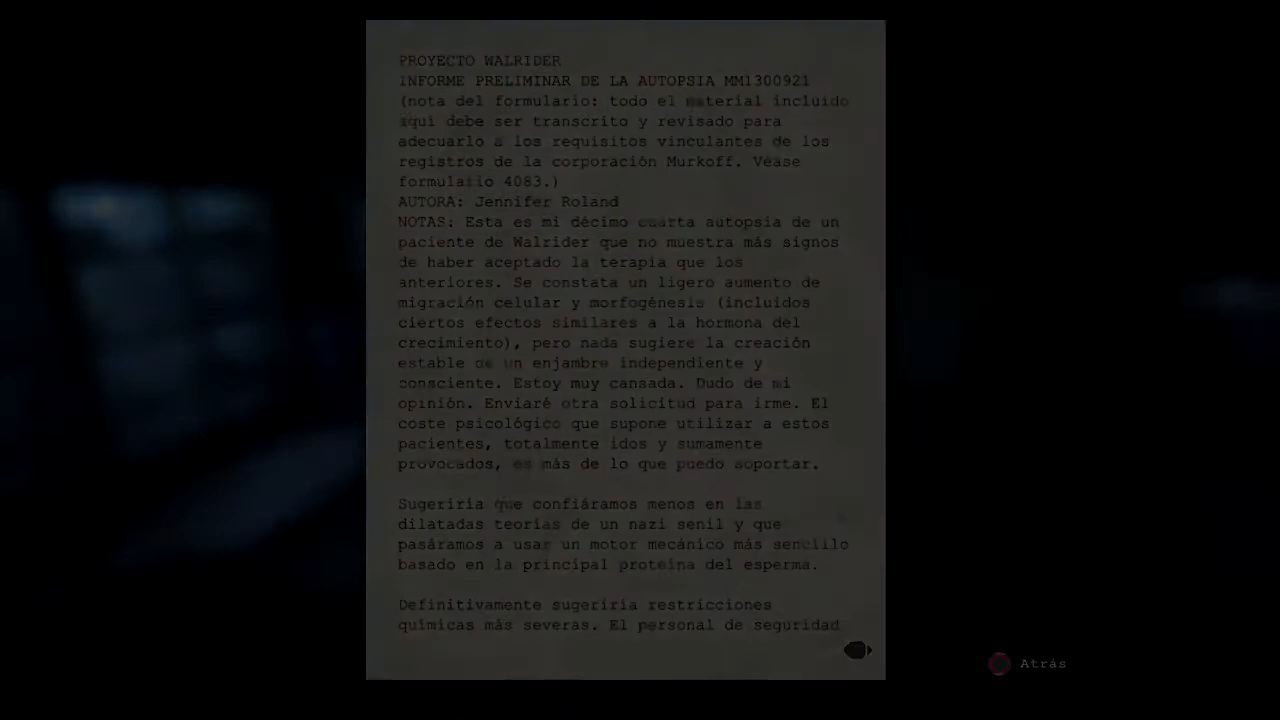 PROYECTO WALRIDER
INFORME PRELIMINAR DE LA AUTOPSIA MM1300921
(nota del formulario: todo el material incluido
aquí debe ser transcrito y revisado para
adecuarlo a los requisitos vinculantes de los
registros de la corporación Murkoff. Véase
formulario 4083.)
AUTORA: Jennifer Roland
NOTAS: Esta es mi décimo cuarta autopsia de un
paciente de Walrider que no muestra más signos
de haber aceptado la terapia que los
anteriores. Se constata un ligero aumento de
migración celular y morfogénesis (incluidos
ciertos efectos similares a la hormona del
crecimiento), pero nada sugiere la creación
estable de un enjambre independiente y
consciente. Estoy muy cansada. Dudo de mi
opinión. Enviaré otra solicitud para irme. El
coste psicológico que supone utilizar a estos
pacientes, totalmente idos y sumamente
provocados, es más de lo que puedo soportar.
Sugeriría que confiáramos menos en las
dilatadas teorías de un nazi senil y que
pasáramos a usar un motor mecánico más sencillo
basado en la principal proteína del esperma.
Definitivamente sugeriría restricciones
químicas más severas. El personal de seguridad
Atrás